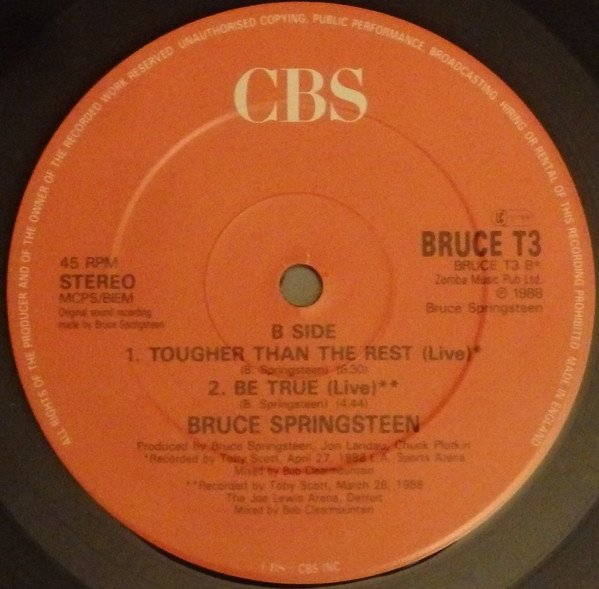 ALL RIGHTS OF THE PRODUCER AND OF THE OWNER OF THE RECORDED WORK RESERVED. UNAUTHORISED COPYING, PUBLIC PERFORMANCE, BROADCASTING, HIRING OR RENTAL OF THIS RECORDING PROHIBITED. MADE IN ENGLAND
CBS
45 RPM
STEREO
MCPS/BIEM
Original sound recording
made by Bruce Springsteen
BRUCE T3
BRUCE T3 B*
Zomba Music Pub Ltd.
℗ 1988
Bruce Springsteen
B SIDE
1. TOUGHER THAN THE REST (Live)*
(B. Springsteen) (6.30)
2. BE TRUE (Live)**
(B. Springsteen) (4.44)
BRUCE SPRINGSTEEN
Produced by Bruce Springsteen, Jon Landau, Chuck Plotkin
*Recorded by Toby Scott, April 27, 1988 L.A. Sports Arena
Mixed by Bob Clearmountain
**Recorded by Toby Scott, March 28, 1988
The Joe Lewis Arena, Detroit
Mixed by Bob Clearmountain
CBS INC